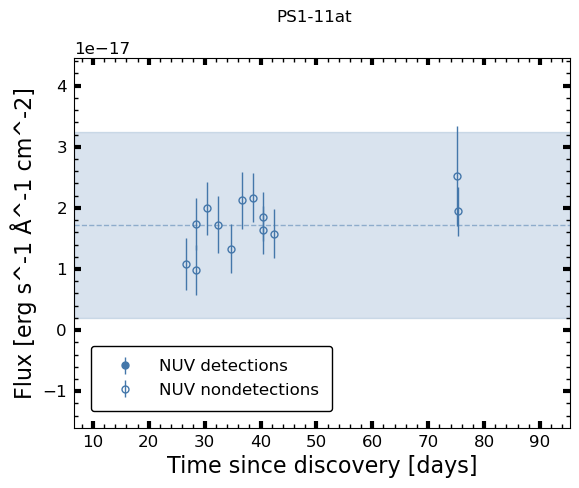 PS1-11at
1e−17
Flux [erg s^-1 Å^-1 cm^-2]
4
3
2
1
0
−1
NUV detections
NUV nondetections
10 20 30 40 50 60 70 80 90
Time since discovery [days]